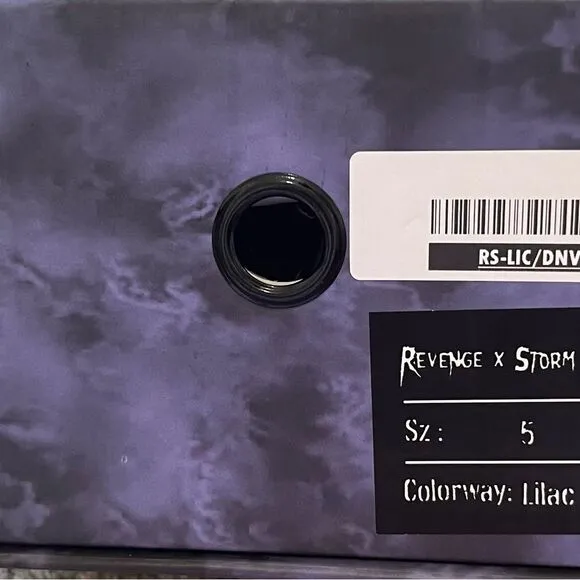 RS-LIC/DNV
REVENGE X STORM
Sz: 5
Colorway: Lilac